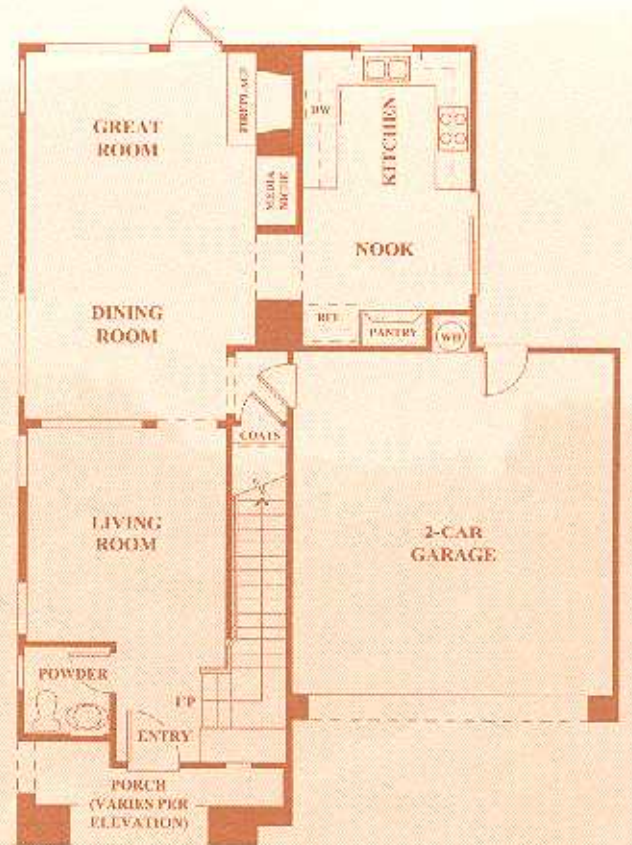 GREAT
ROOM
FIREPLACE
DW
KITCHEN
MEDIA
NICHE
NOOK
DINING
ROOM
REF.
PANTRY
WH
COATS
LIVING
ROOM
2-CAR
GARAGE
POWDER
UP
ENTRY
PORCH
(VARIES PER
ELEVATION)